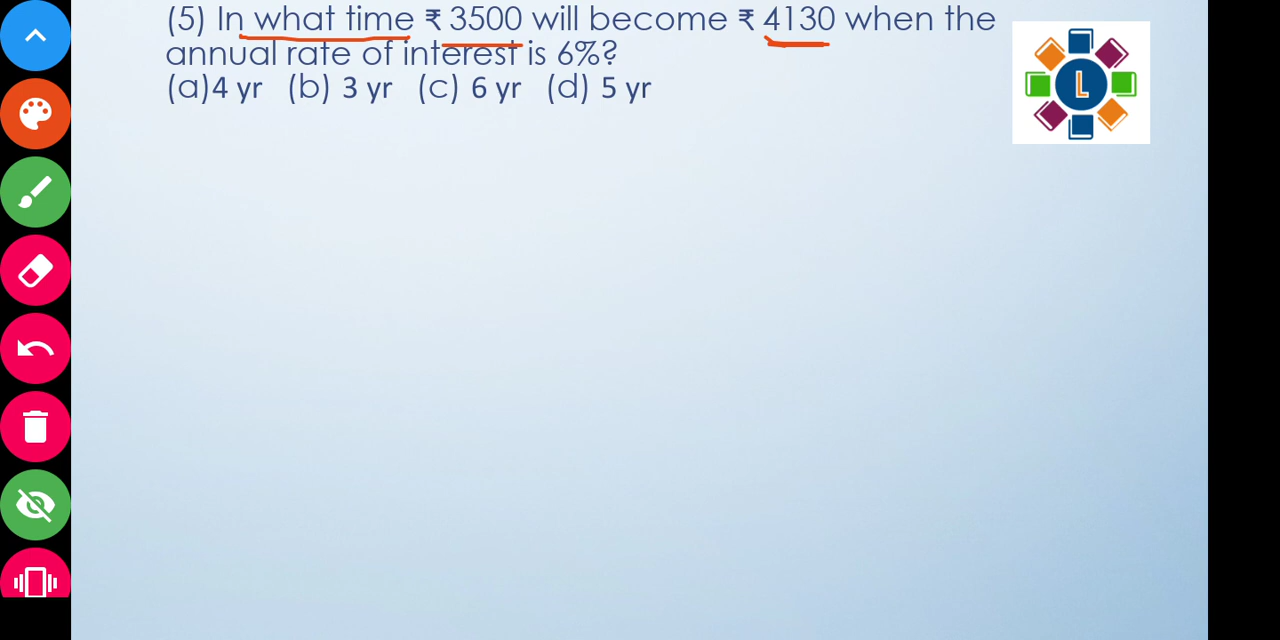 (5) In what time ₹ 3500 will become ₹ 4130 when the
annual rate of interest is 6%?
(a)4 yr (b) 3 yr (c) 6 yr (d) 5 yr
L